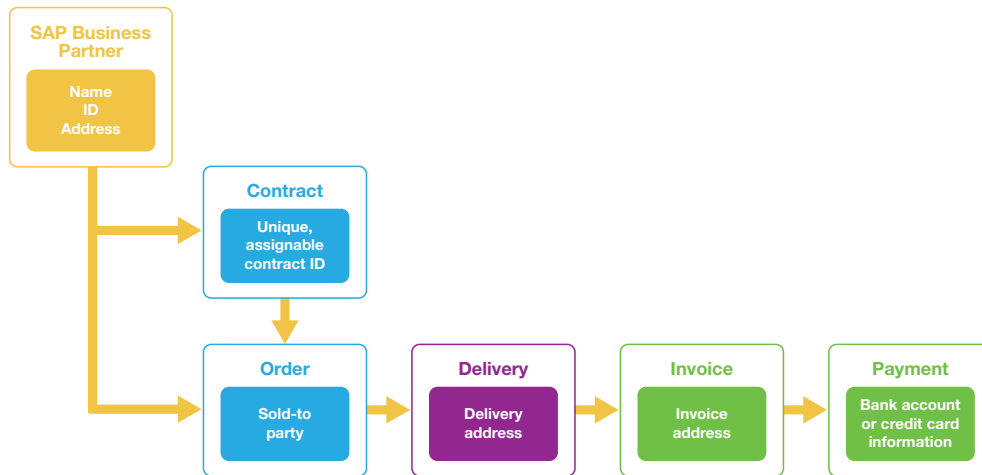 SAP Business
Partner
Name
ID
Address
Contract
Unique,
assignable
contract ID
Order
Sold-to
party
Delivery
Delivery
address
Invoice
Invoice
address
Payment
Bank account
or credit card
information